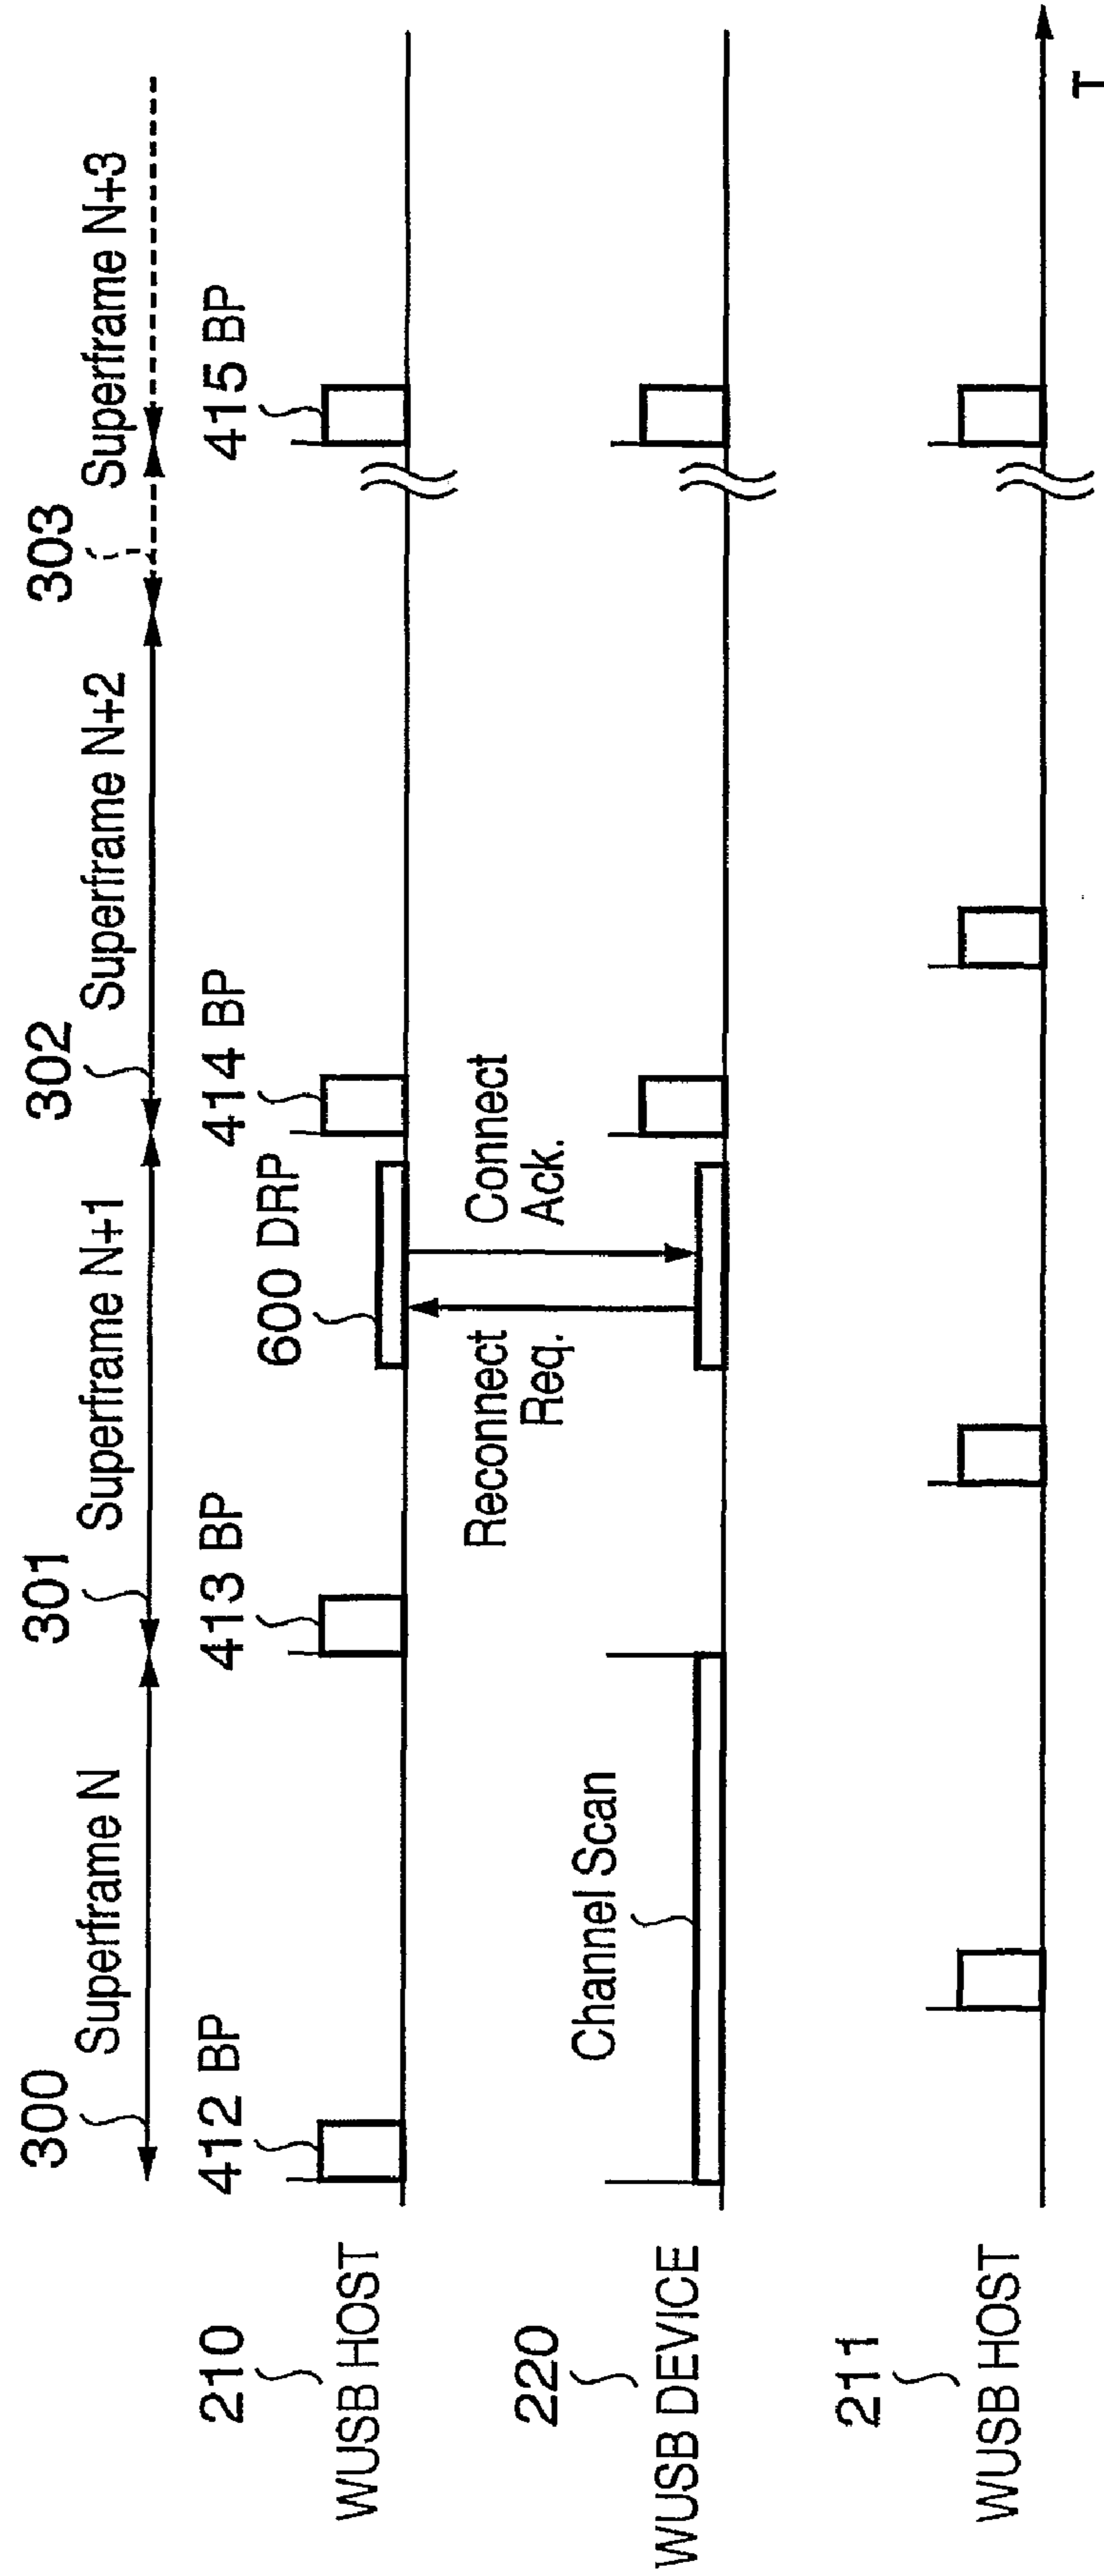 300
301
302
303
Superframe N
Superframe N+1
Superframe N+2
Superframe N+3
210
WUSB HOST
412 BP
413 BP
600 DRP
414 BP
415 BP
220
WUSB DEVICE
Channel Scan
Reconnect
Req.
Connect
Ack.
211
WUSB HOST
T